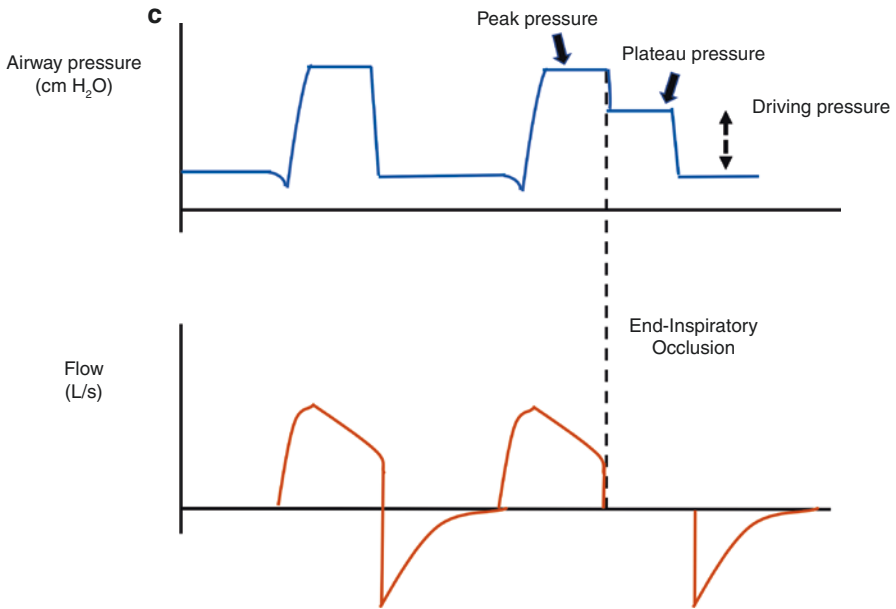 c
Peak pressure
Plateau pressure
Airway pressure
(cm H₂O)
Driving pressure
End-Inspiratory
Occlusion
Flow
(L/s)